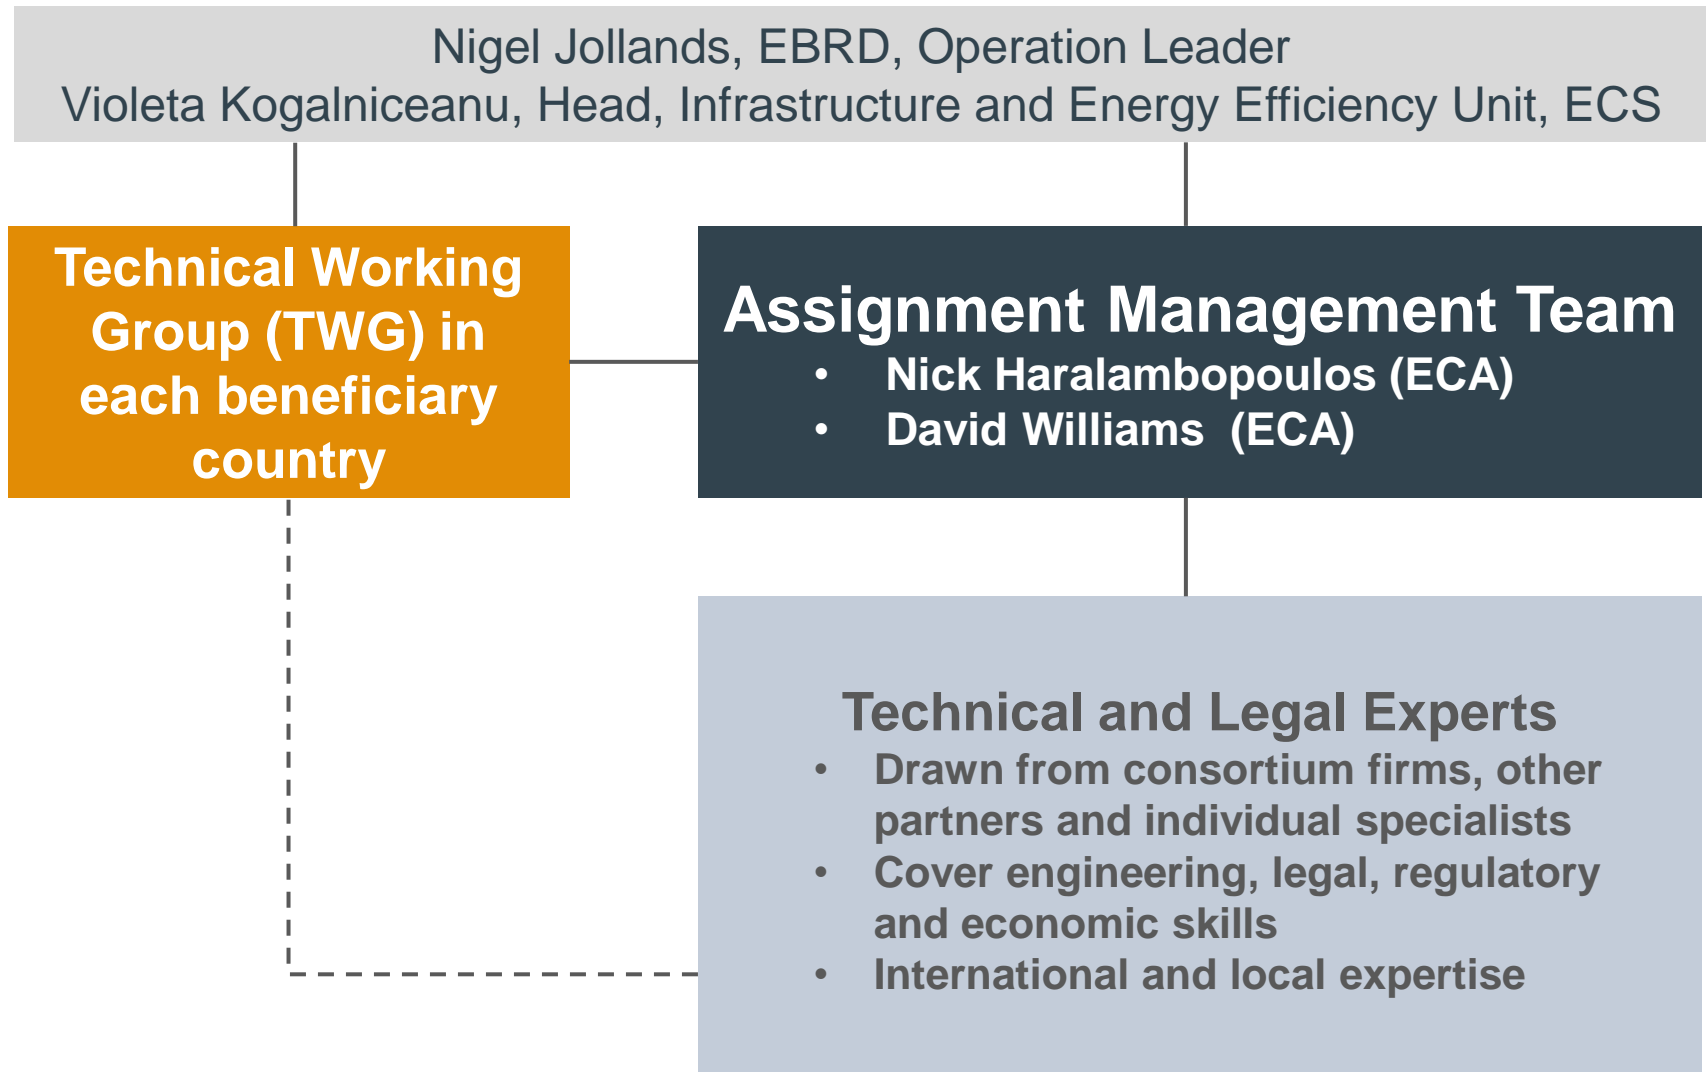 Nigel Jollands, EBRD, Operation Leader
Violeta Kogalniceanu, Head, Infrastructure and Energy Efficiency Unit, ECS
Technical Working
Group (TWG) in
each beneficiary
country
Assignment Management Team
• Nick Haralambopoulos (ECA)
• David Williams  (ECA)
Technical and Legal Experts
• Drawn from consortium firms, other
partners and individual specialists
• Cover engineering, legal, regulatory
and economic skills
• International and local expertise